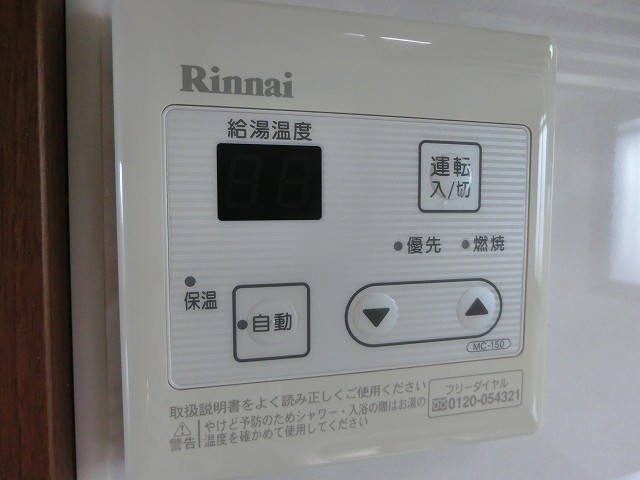 Rinnai
給湯温度
運転
入/切
優先
燃焼
保温
自動
MC-150
取扱説明書をよく読み正しくご使用ください
警告
やけど予防のためシャワー・入浴の際はお湯の
温度を確かめて使用してください
フリーダイヤル
0120-054321